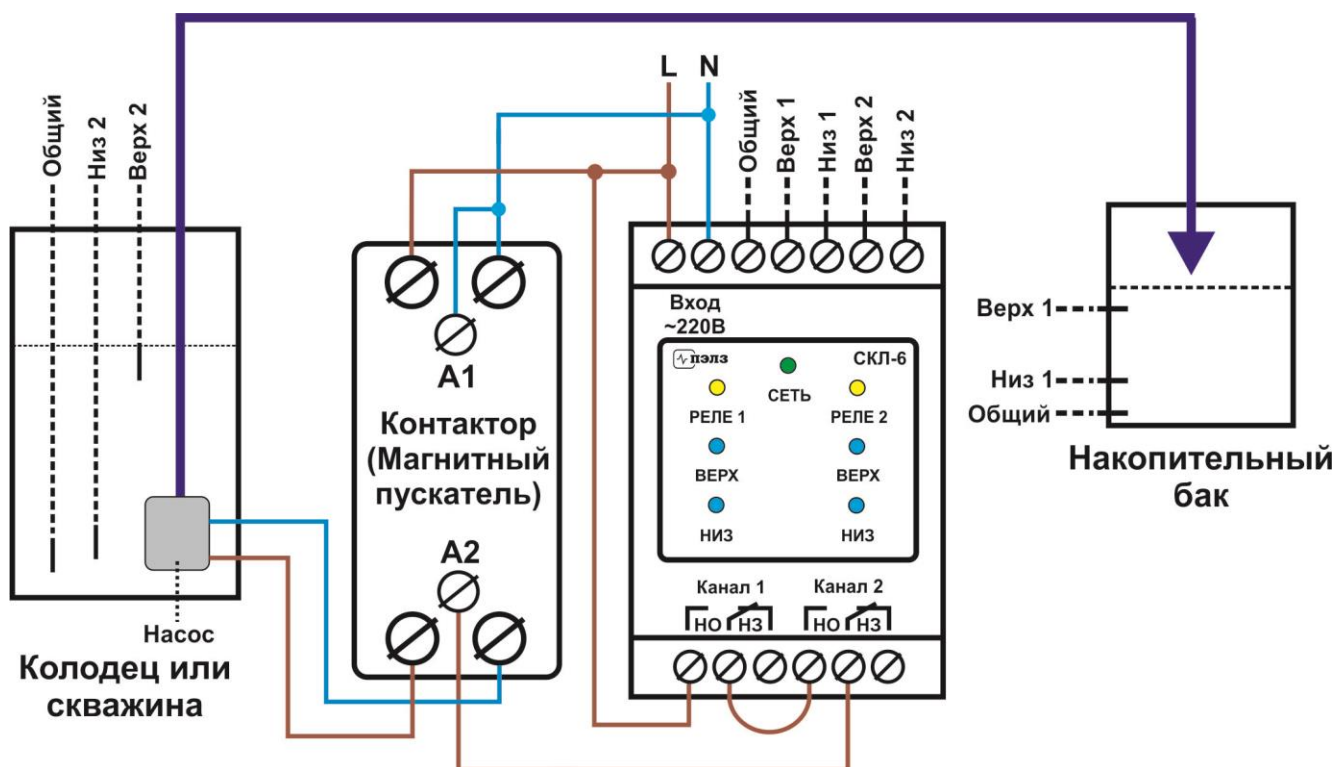 L N
Общий
Низ 2
Верх 2
Общий
Верх 1
Низ 1
Верх 2
Низ 2
Вход
~220В
пэлз
СКЛ-6
СЕТЬ
РЕЛЕ 1
РЕЛЕ 2
ВЕРХ
ВЕРХ
НИЗ
НИЗ
Канал 1
Канал 2
НО НЗ
НО НЗ
А1
Контактор
(Магнитный
пускатель)
А2
Насос
Колодец или
скважина
Верх 1
Низ 1
Общий
Накопительный
бак